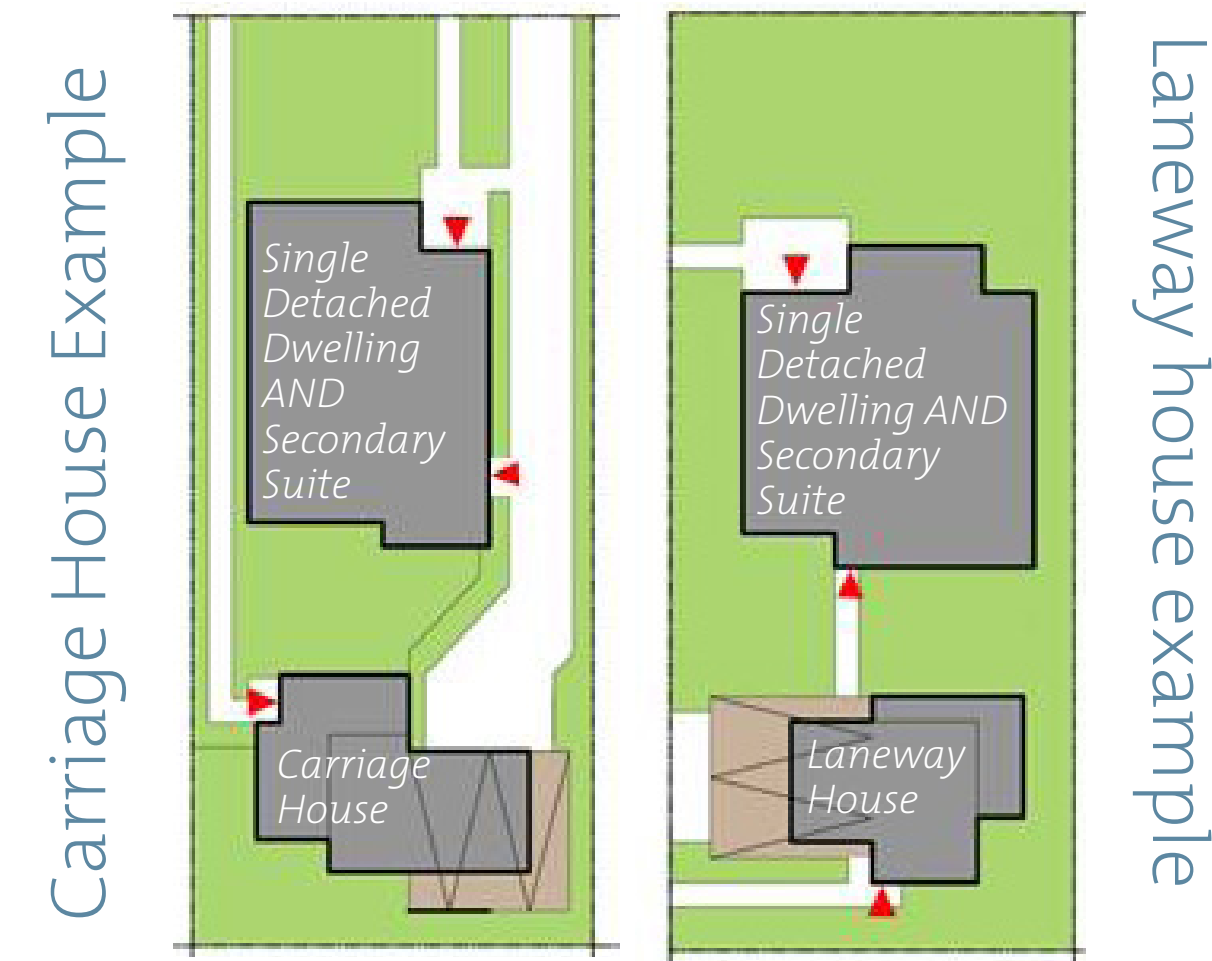 Carriage House Example
Single
Detached
Dwelling
AND
Secondary
Suite
Carriage
House
Single
Detached
Dwelling AND
Secondary
Suite
Laneway
House
Laneway house example